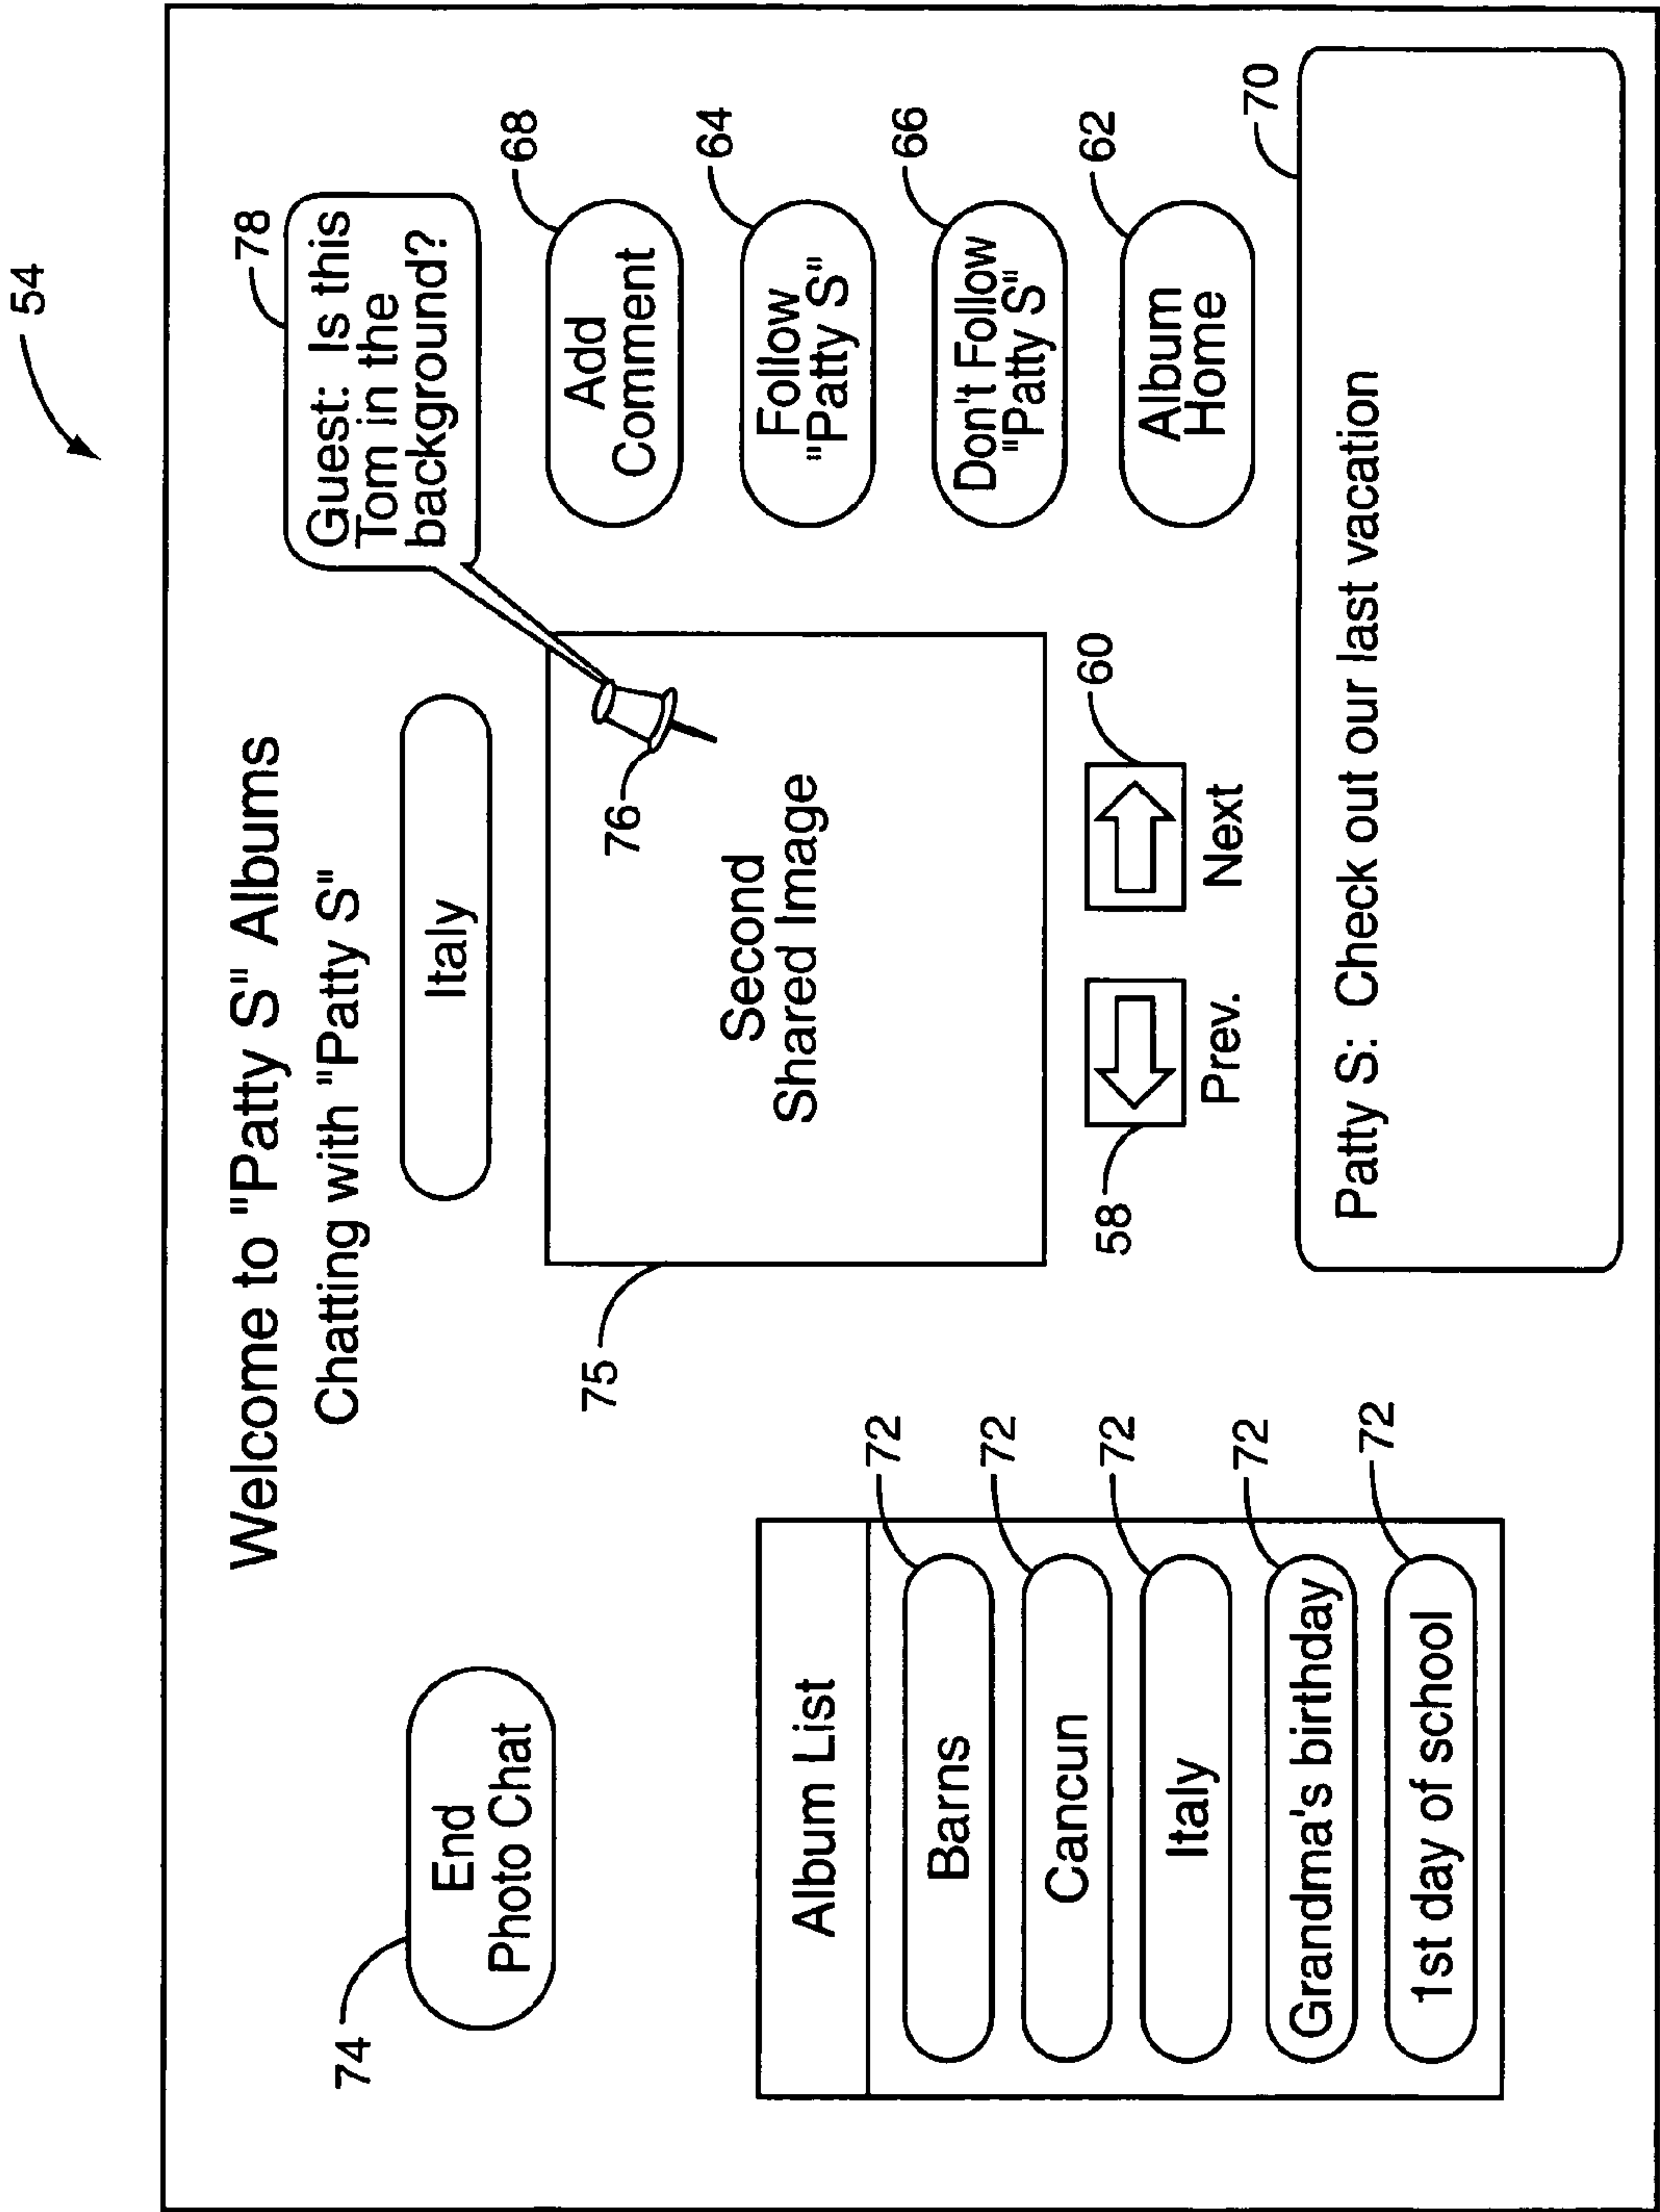 54
Welcome to "Patty S" Albums
Chatting with "Patty S"
74
End
Photo Chat
Italy
78
Guest: Is this
Tom in the
background?
75
76
Second
Shared Image
68
Add
Comment
64
Follow
"Patty S"
66
Don't Follow
"Patty S"
62
Album
Home
Album List
72
Barns
72
Cancun
72
Italy
72
Grandma's birthday
72
1st day of school
58
Prev.
60
Next
70
Patty S: Check out our last vacation